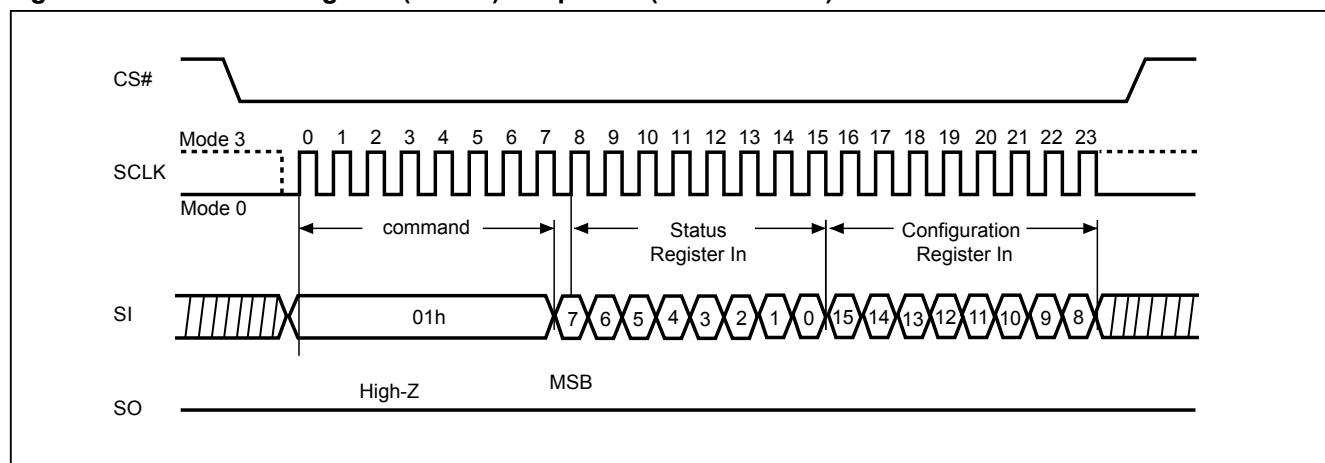 CS#
Mode 3
0 1 2 3 4 5 6 7 8 9 10 11 12 13 14 15 16 17 18 19 20 21 22 23
SCLK
Mode 0
command
Status
Register In
Configuration
Register In
SI
01h
7 6 5 4 3 2 1 0 15 14 13 12 11 10 9 8
High-Z
MSB
SO